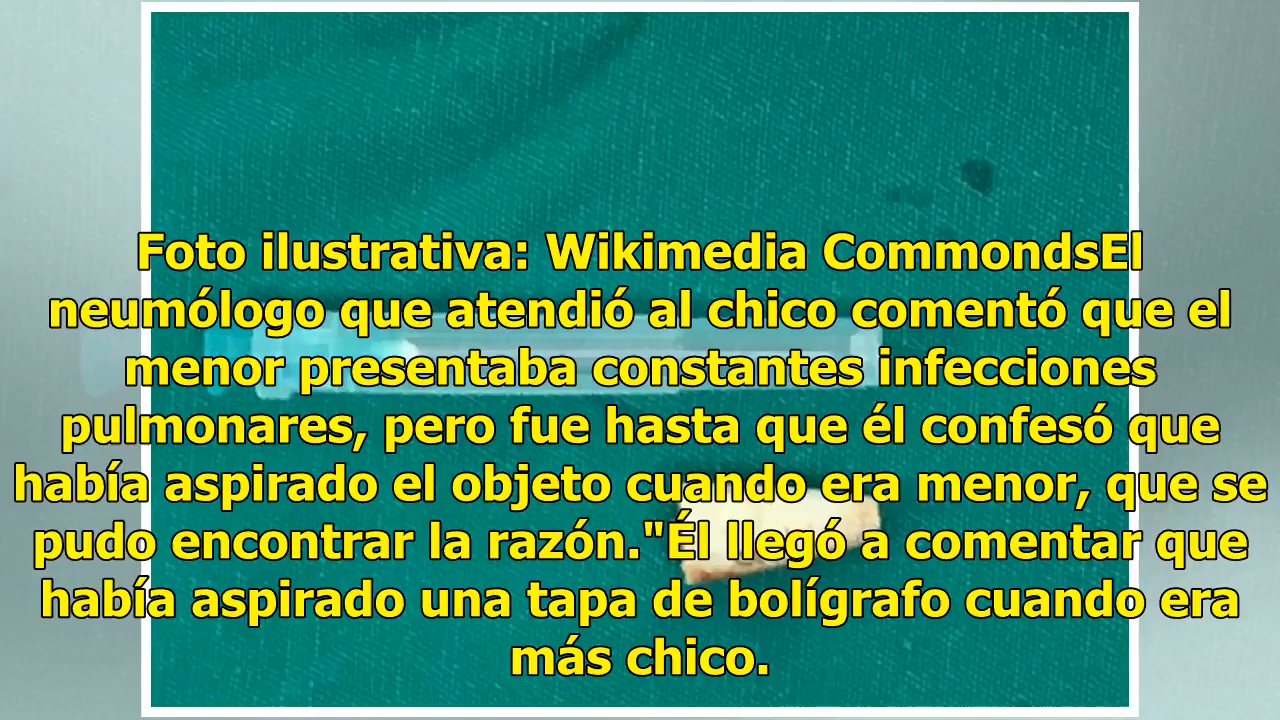 Foto ilustrativa: Wikimedia CommondsEl
neumólogo que atendió al chico comentó que el
menor presentaba constantes infecciones
pulmonares, pero fue hasta que él confesó que
había aspirado el objeto cuando era menor, que se
pudo encontrar la razón."Él llegó a comentar que
había aspirado una tapa de bolígrafo cuando era
más chico.